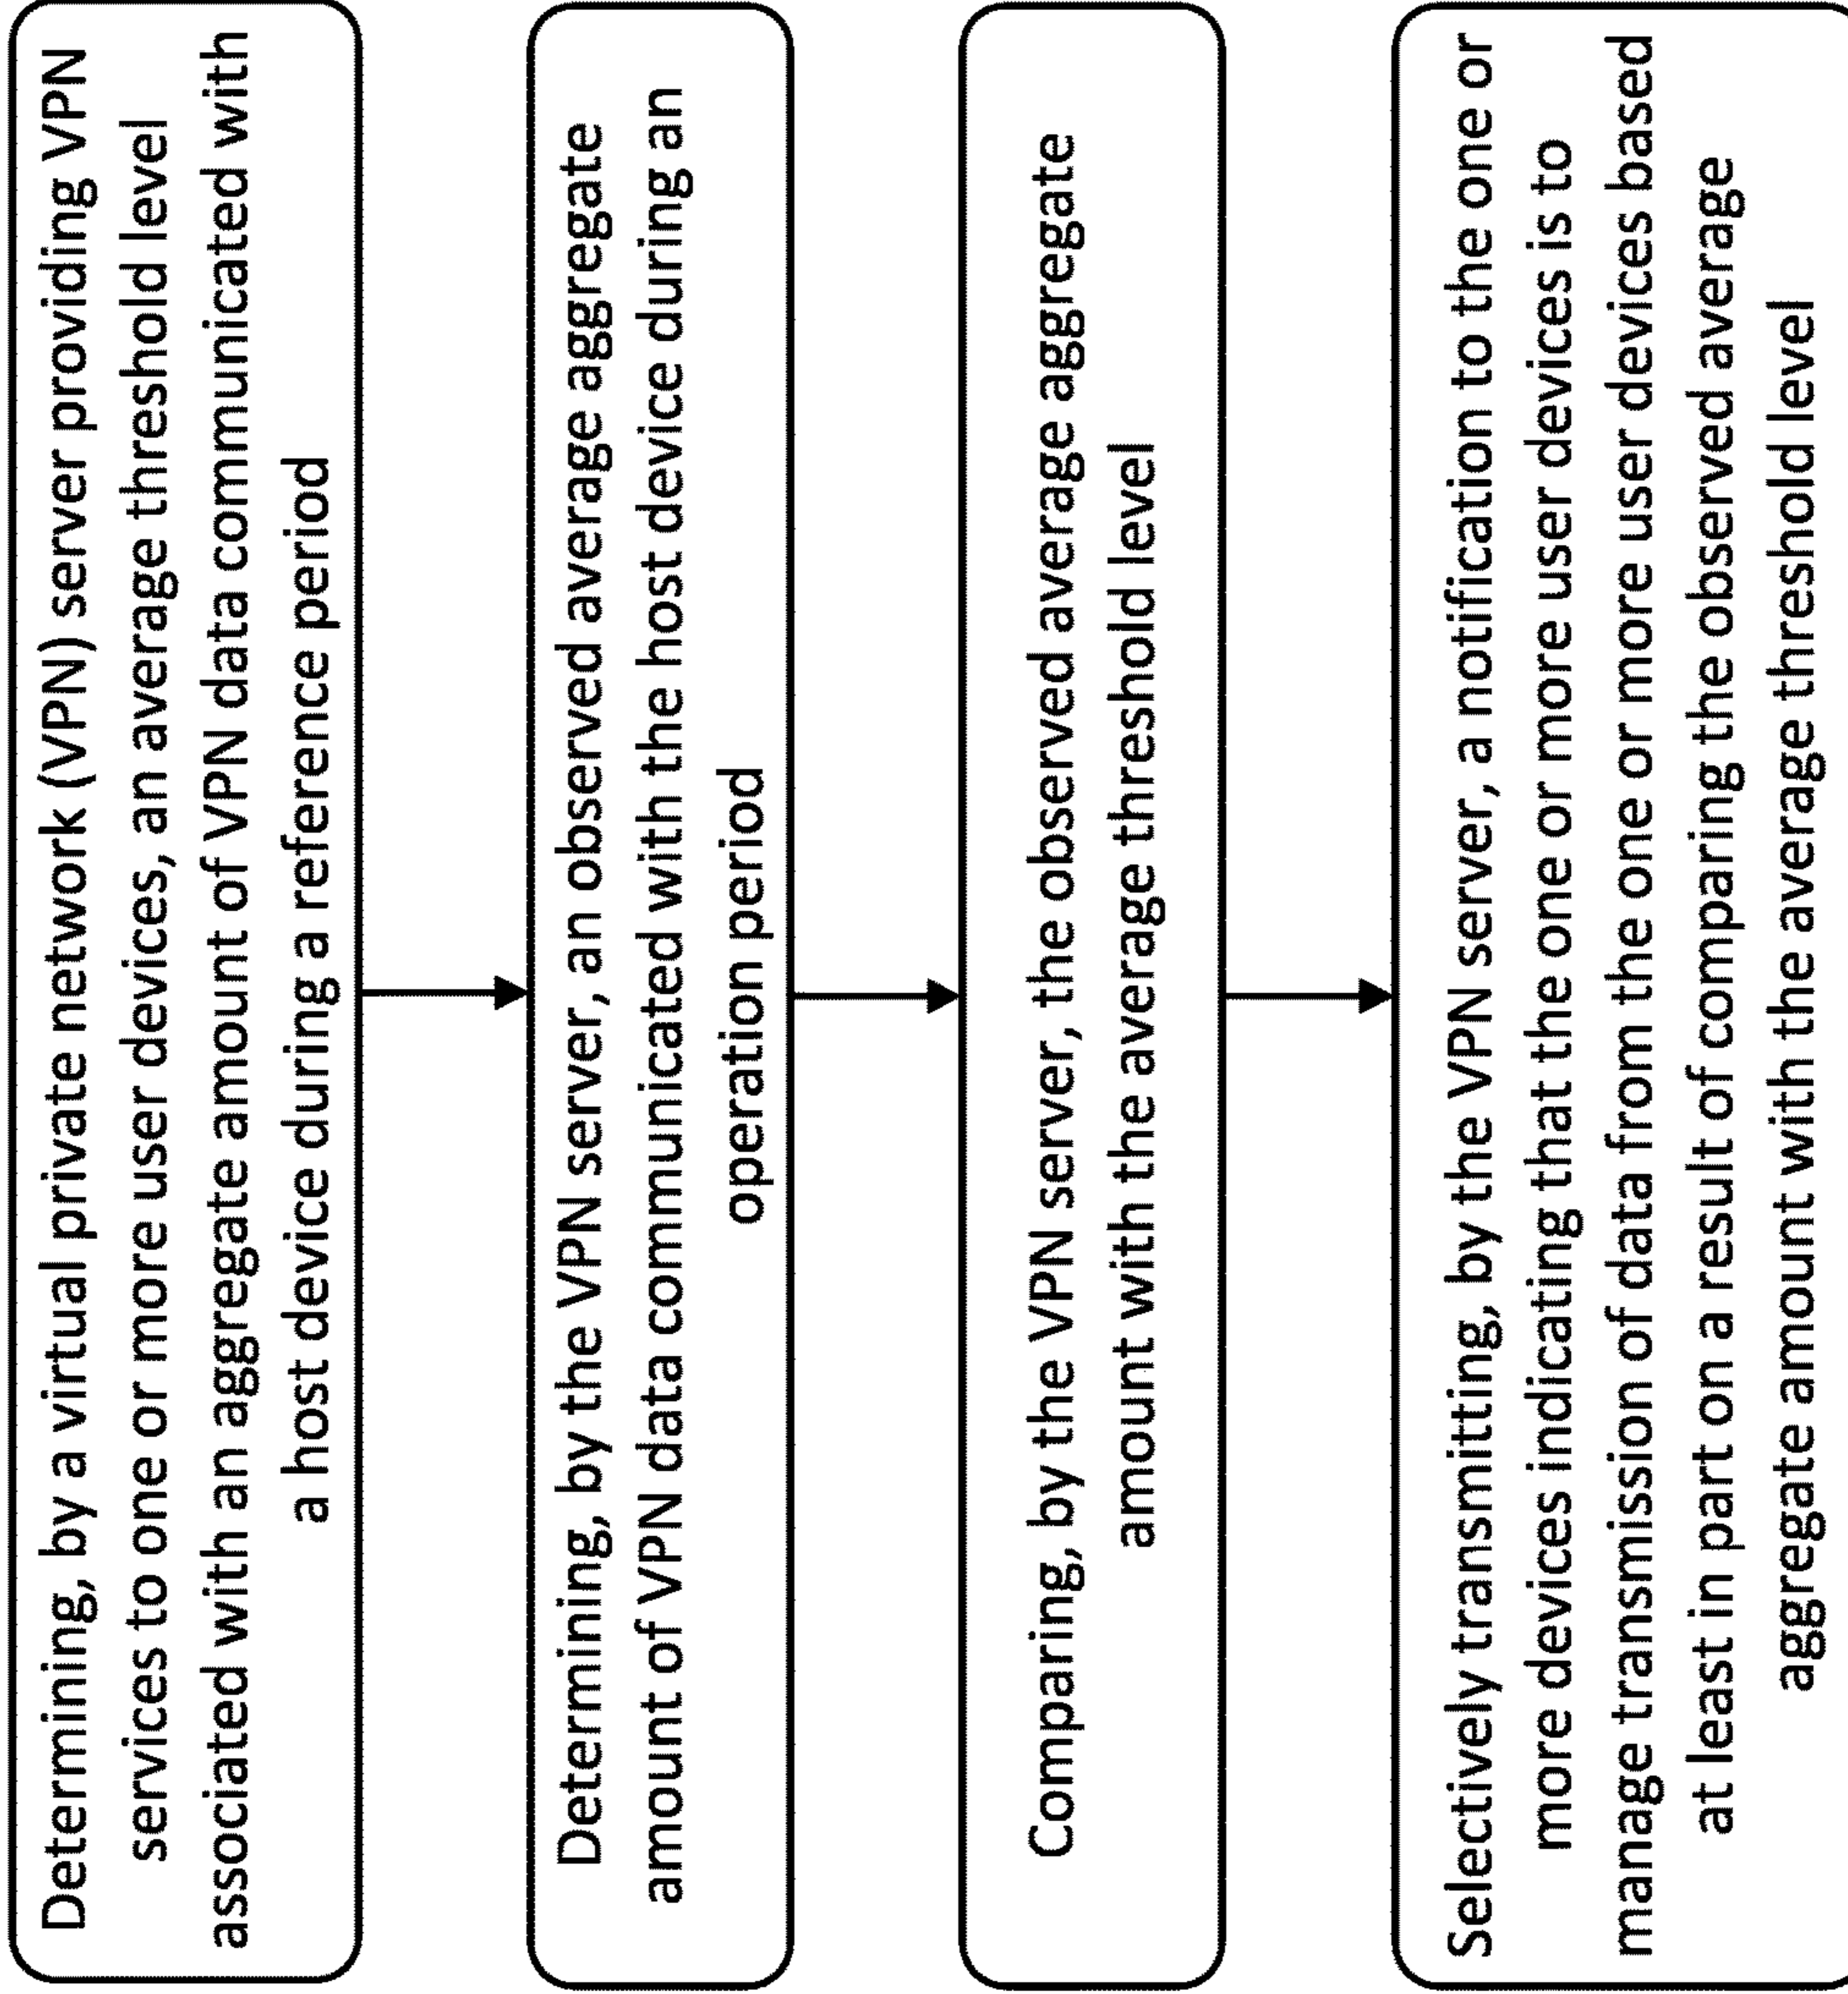 Determining, by a virtual private network (VPN) server providing VPN
services to one or more user devices, an average threshold level
associated with an aggregate amount of VPN data communicated with
a host device during a reference period
Determining, by the VPN server, an observed average aggregate
amount of VPN data communicated with the host device during an
operation period
Comparing, by the VPN server, the observed average aggregate
amount with the average threshold level
Selectively transmitting, by the VPN server, a notification to the one or
more devices indicating that the one or more user devices is to
manage transmission of data from the one or more user devices based
at least in part on a result of comparing the observed average
aggregate amount with the average threshold level